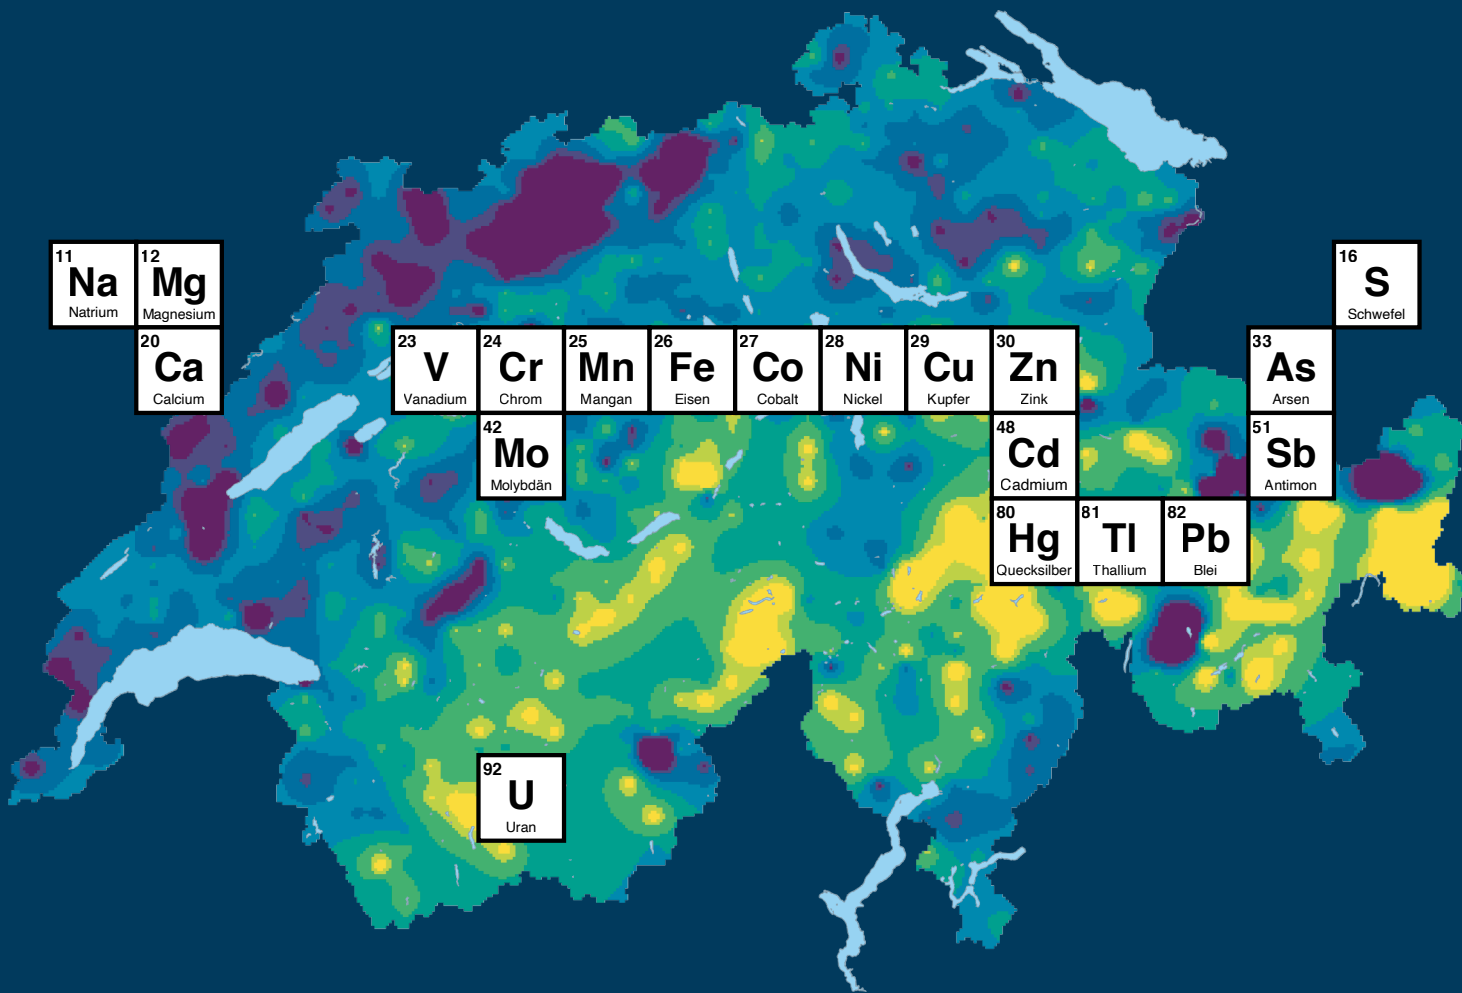 11
Na
Natrium
12
Mg
Magnesium
16
S
Schwefel
20
Ca
Calcium
23
V
Vanadium
24
Cr
Chrom
25
Mn
Mangan
26
Fe
Eisen
27
Co
Cobalt
28
Ni
Nickel
29
Cu
Kupfer
30
Zn
Zink
33
As
Arsen
42
Mo
Molybdän
48
Cd
Cadmium
51
Sb
Antimon
80
Hg
Quecksilber
81
Tl
Thallium
82
Pb
Blei
92
U
Uran